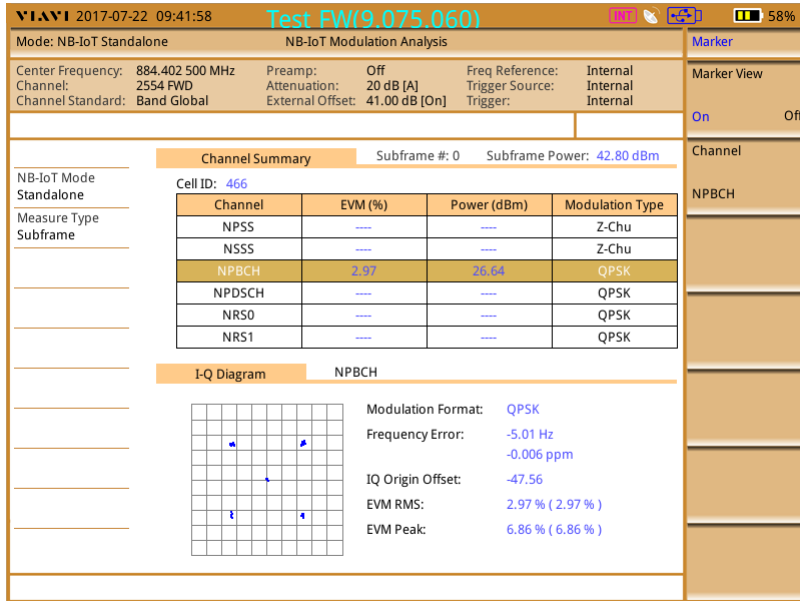 VIAVI 2017-07-22 09:41:58 Test FW(9.075.060) INT 58%
Mode: NB-IoT Standalone NB-IoT Modulation Analysis Marker
Center Frequency: 884.402 500 MHz Preamp: Off Freq Reference: Internal
Channel: 2554 FWD Attenuation: 20 dB [A] Trigger Source: Internal
Channel Standard: Band Global External Offset: 41.00 dB [On] Trigger: Internal
Marker View
On Off
Channel
NPBCH
NB-IoT Mode
Standalone
Measure Type
Subframe
Channel Summary Subframe #: 0 Subframe Power: 42.80 dBm
Cell ID: 466
Channel EVM (%) Power (dBm) Modulation Type
NPSS ---- ---- Z-Chu
NSSS ---- ---- Z-Chu
NPBCH 2.97 26.64 QPSK
NPDSCH ---- ---- QPSK
NRS0 ---- ---- QPSK
NRS1 ---- ---- QPSK
I-Q Diagram NPBCH
Modulation Format: QPSK
Frequency Error: -5.01 Hz
-0.006 ppm
IQ Origin Offset: -47.56
EVM RMS: 2.97 % ( 2.97 % )
EVM Peak: 6.86 % ( 6.86 % )